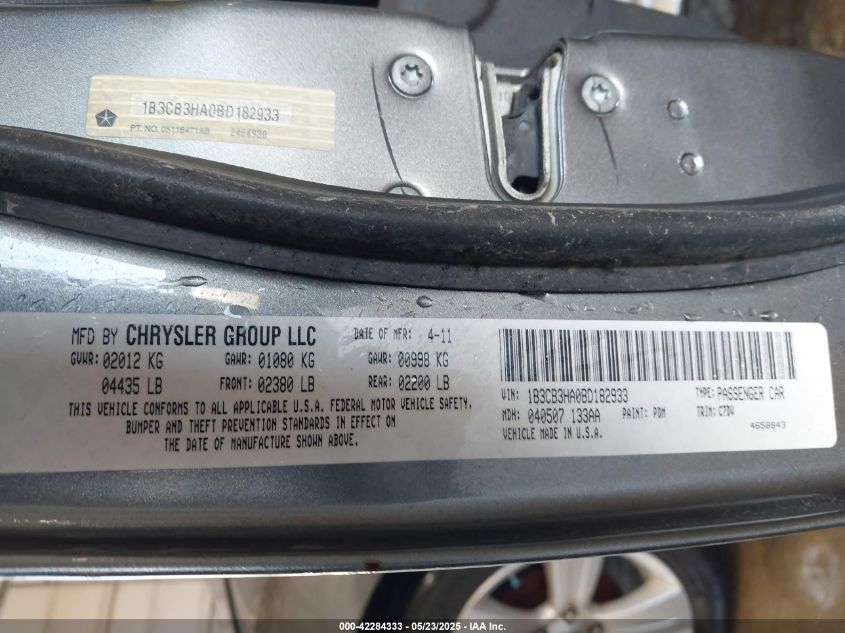 1B3CB3HA0BD182933
PT. NO. 05116471AB 2464930
MFD BY CHRYSLER GROUP LLC DATE OF MFR: 4-11
GVWR: 02012 KG GAWR: 01080 KG GAWR: 00998 KG
04435 LB FRONT: 02380 LB REAR: 02200 LB
THIS VEHICLE CONFORMS TO ALL APPLICABLE U.S.A. FEDERAL MOTOR VEHICLE SAFETY,
BUMPER AND THEFT PREVENTION STANDARDS IN EFFECT ON
THE DATE OF MANUFACTURE SHOWN ABOVE.
VIN: 1B3CB3HA0BD182933 TYPE: PASSENGER CAR
MDH: 040507 133AA PAINT: PDM TRIM: C7DV
VEHICLE MADE IN U.S.A. 4658843
000-42284333 - 05/23/2025 - IAA Inc.